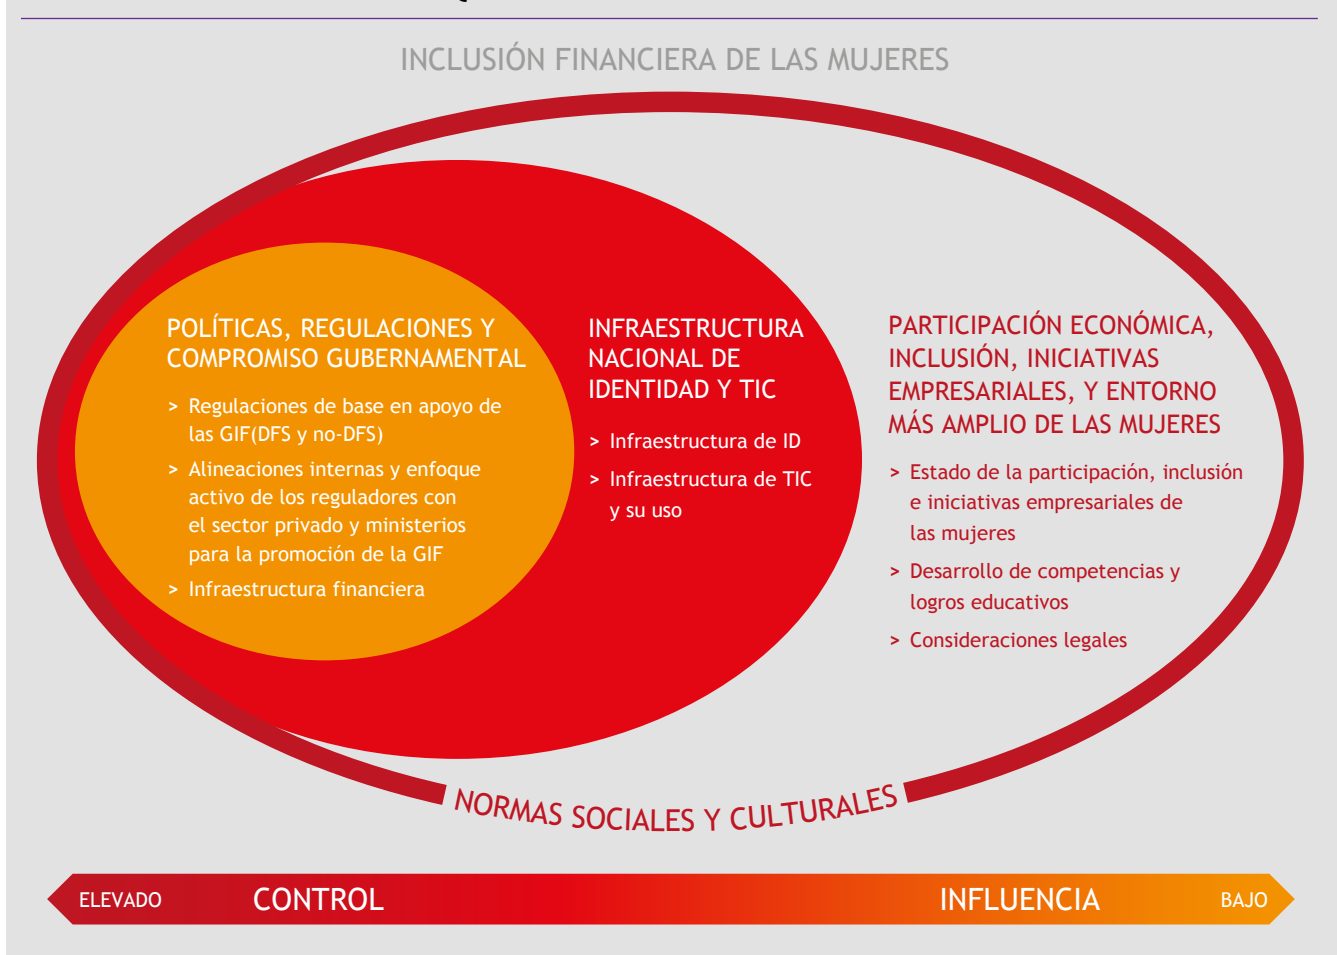 INCLUSIÓN FINANCIERA DE LAS MUJERES
POLÍTICAS, REGULACIONES Y
COMPROMISO GUBERNAMENTAL
> Regulaciones de base en apoyo de
las GIF(DFS y no-DFS)
> Alineaciones internas y enfoque
activo de los reguladores con
el sector privado y ministerios
para la promoción de la GIF
> Infraestructura financiera
INFRAESTRUCTURA
NACIONAL DE
IDENTIDAD Y TIC
> Infraestructura de ID
> Infraestructura de TIC
y su uso
PARTICIPACIÓN ECONÓMICA,
INCLUSIÓN, INICIATIVAS
EMPRESARIALES, Y ENTORNO
MÁS AMPLIO DE LAS MUJERES
> Estado de la participación, inclusión
e iniciativas empresariales de
las mujeres
> Desarrollo de competencias y
logros educativos
> Consideraciones legales
NORMAS SOCIALES Y CULTURALES
ELEVADO CONTROL INFLUENCIA BAJO